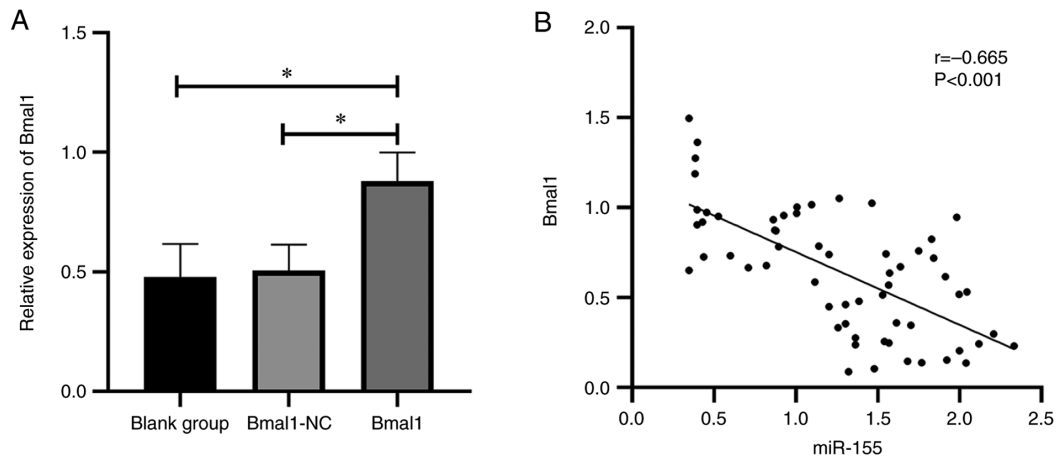 A
Relative expression of Bmal1
1.5
1.0
0.5
0.0
*
*
Blank group
Bmal1-NC
Bmal1
B
Bmal1
2.0
1.5
1.0
0.5
0.0
r=−0.665
P<0.001
0.0
0.5
1.0
1.5
2.0
2.5
miR-155